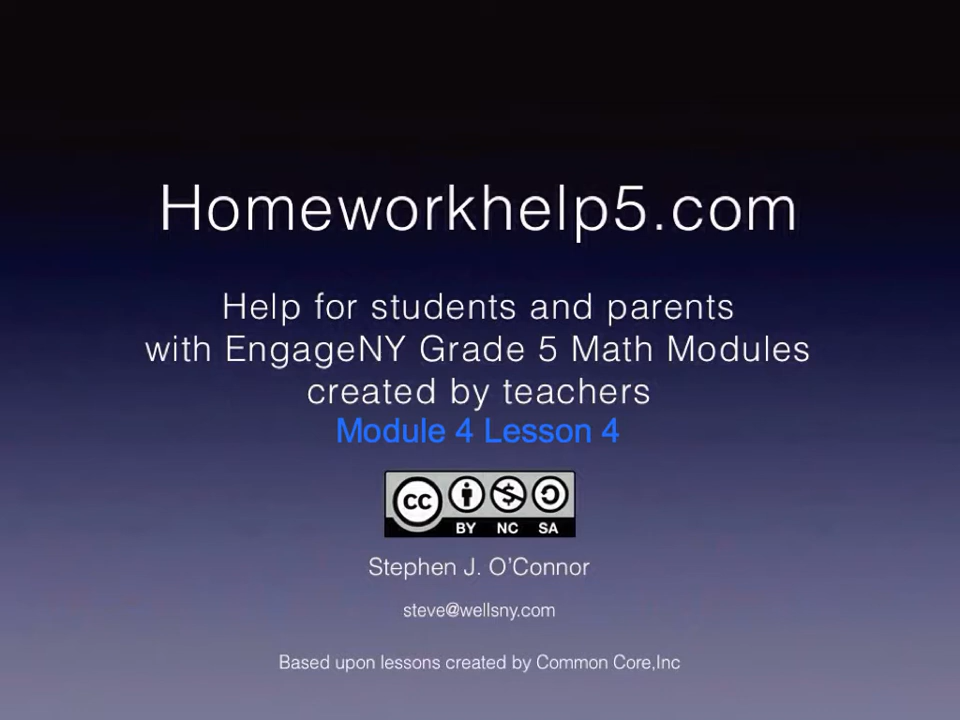 Homeworkhelp5.com
Help for students and parents
with EngageNY Grade 5 Math Modules
created by teachers
Module 4 Lesson 4
cc
BY NC SA
Stephen J. O'Connor
steve@wellsny.com
Based upon lessons created by Common Core,Inc